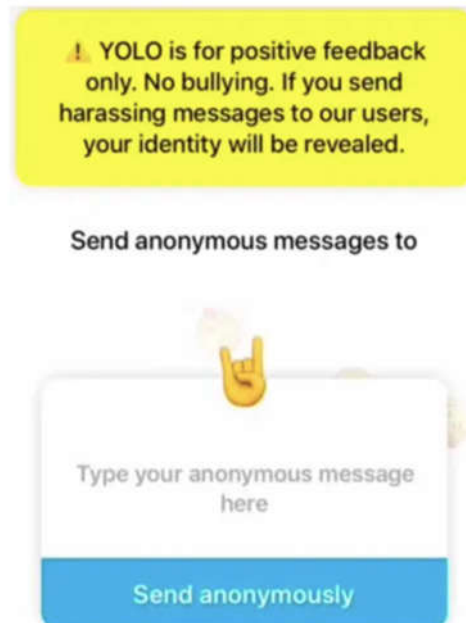 ⚠️ YOLO is for positive feedback
only. No bullying. If you send
harassing messages to our users,
your identity will be revealed.
Send anonymous messages to
Type your anonymous message
here
Send anonymously